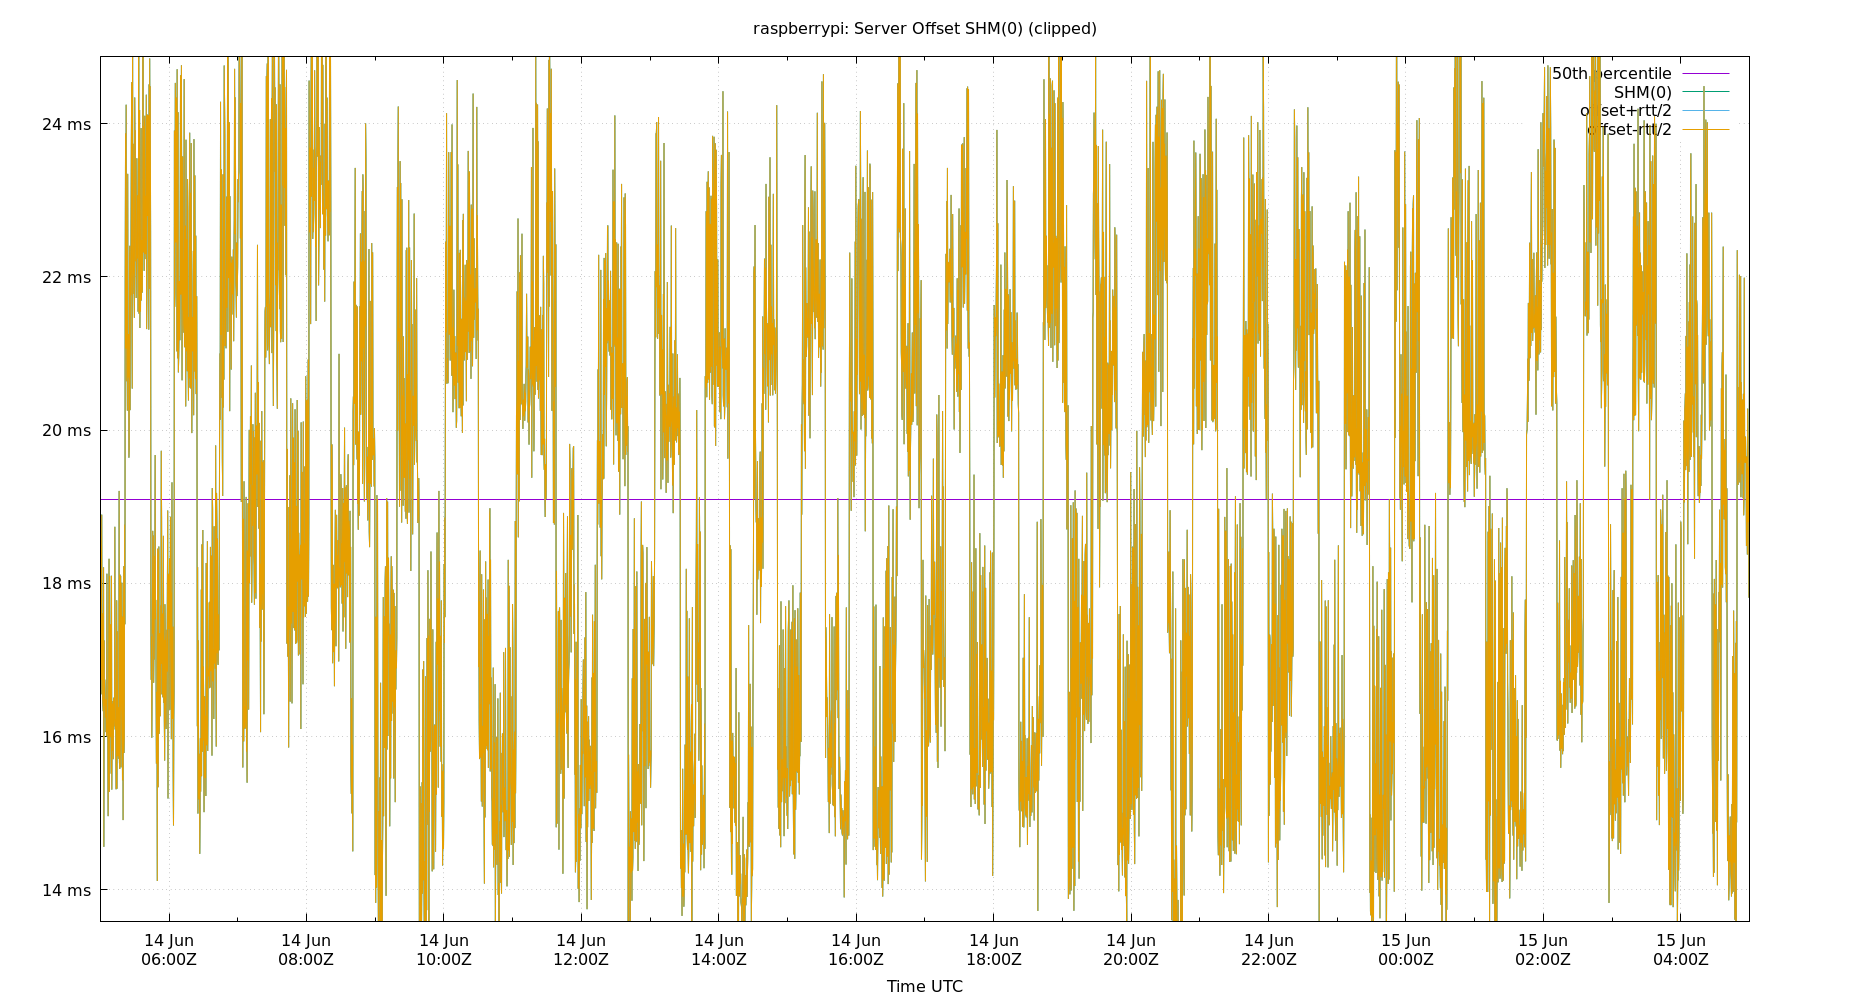 raspberrypi: Server Offset SHM(0) (clipped)
50th percentile
SHM(0)
offset+rtt/2
offset-rtt/2
24 ms
22 ms
20 ms
18 ms
16 ms
14 ms
14 Jun 14 Jun 14 Jun 14 Jun 14 Jun 14 Jun 14 Jun 14 Jun 14 Jun 15 Jun 15 Jun 15 Jun
06:00Z 08:00Z 10:00Z 12:00Z 14:00Z 16:00Z 18:00Z 20:00Z 22:00Z 00:00Z 02:00Z 04:00Z
Time UTC